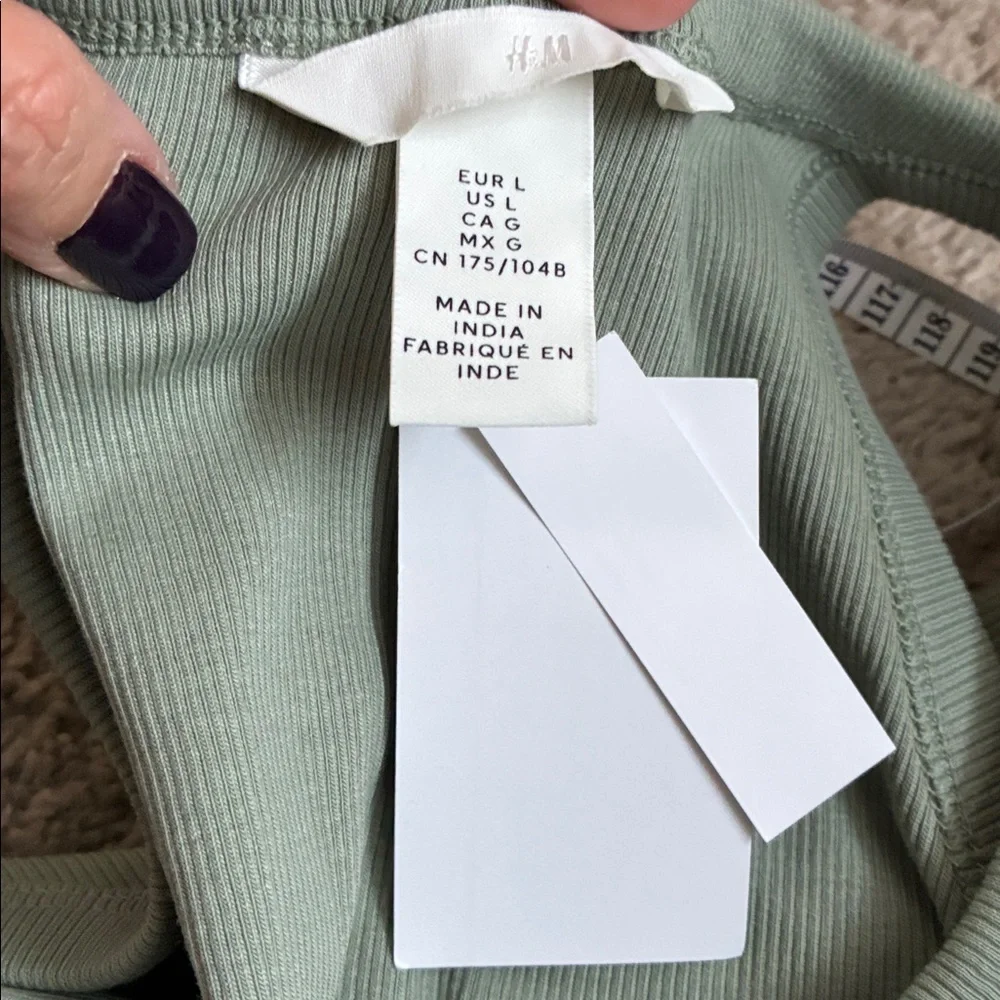 H&M
EUR L
US L
CA G
MX G
CN 175/104B
MADE IN
INDIA
FABRIQUÉ EN
INDE
116
117
118
119